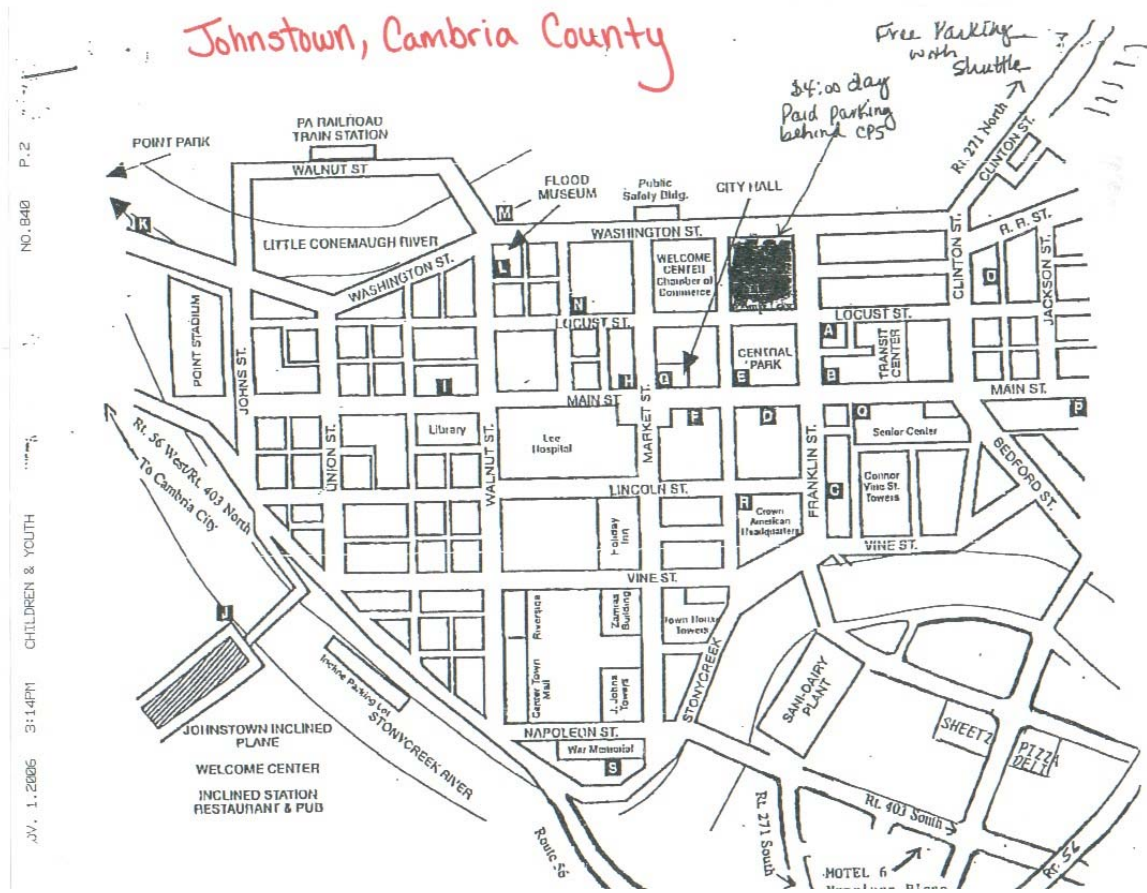 Johnstown, Cambria County
Free Parking
with
Shuttle
$4.00 day
Paid parking
behind CPS
Rt. 271 North
CLINTON ST.
PA RAILROAD
TRAIN STATION
POINT PARK
WALNUT ST
FLOOD
MUSEUM
Public
Safety Bldg.
CITY HALL
M
JK
LITTLE CONEMAUGH RIVER
WASHINGTON ST.
WASHINGTON ST.
L
WELCOME
CENTER
Chamber of
Commerce
CLINTON ST.
R. R. ST.
JACKSON ST.
N
LOCUST ST.
LOCUST ST.
POINT STADIUM
JOHNS ST.
A
TRANSIT
CENTER
CENTRAL
PARK
I
H
G
E
B
MAIN ST
MAIN ST.
P
F
D
Q
Senior Center
Library
Lee
Hospital
MARKET ST.
FRANKLIN ST.
BEDFORD ST.
UNION ST.
WALNUT ST.
Rt. 56 West/Rt. 403 North
To Cambria City
Connor
Vine St.
Towers
LINCOLN ST.
R
Crown
American
Headquarters
Holiday
Inn
VINE ST.
VINE ST.
J
Riverside
Zamias
Building
Town House
Towers
Center Town
Mall
J. Johns
Towers
STONYCREEK
SANI-DAIRY
PLANT
Incline Parking Lot
STONYCREEK RIVER
NAPOLEON ST.
War Memorial
S
SHEETZ
PIZZA
JOHNSTOWN INCLINED
PLANE
WELCOME CENTER
INCLINED STATION
RESTAURANT & PUB
Route 56
Rt. 271 South
Rt. 403 South
Rt. 56
MOTEL 6
1.2006 3:14PM CHILDREN & YOUTH NO.840 P.2